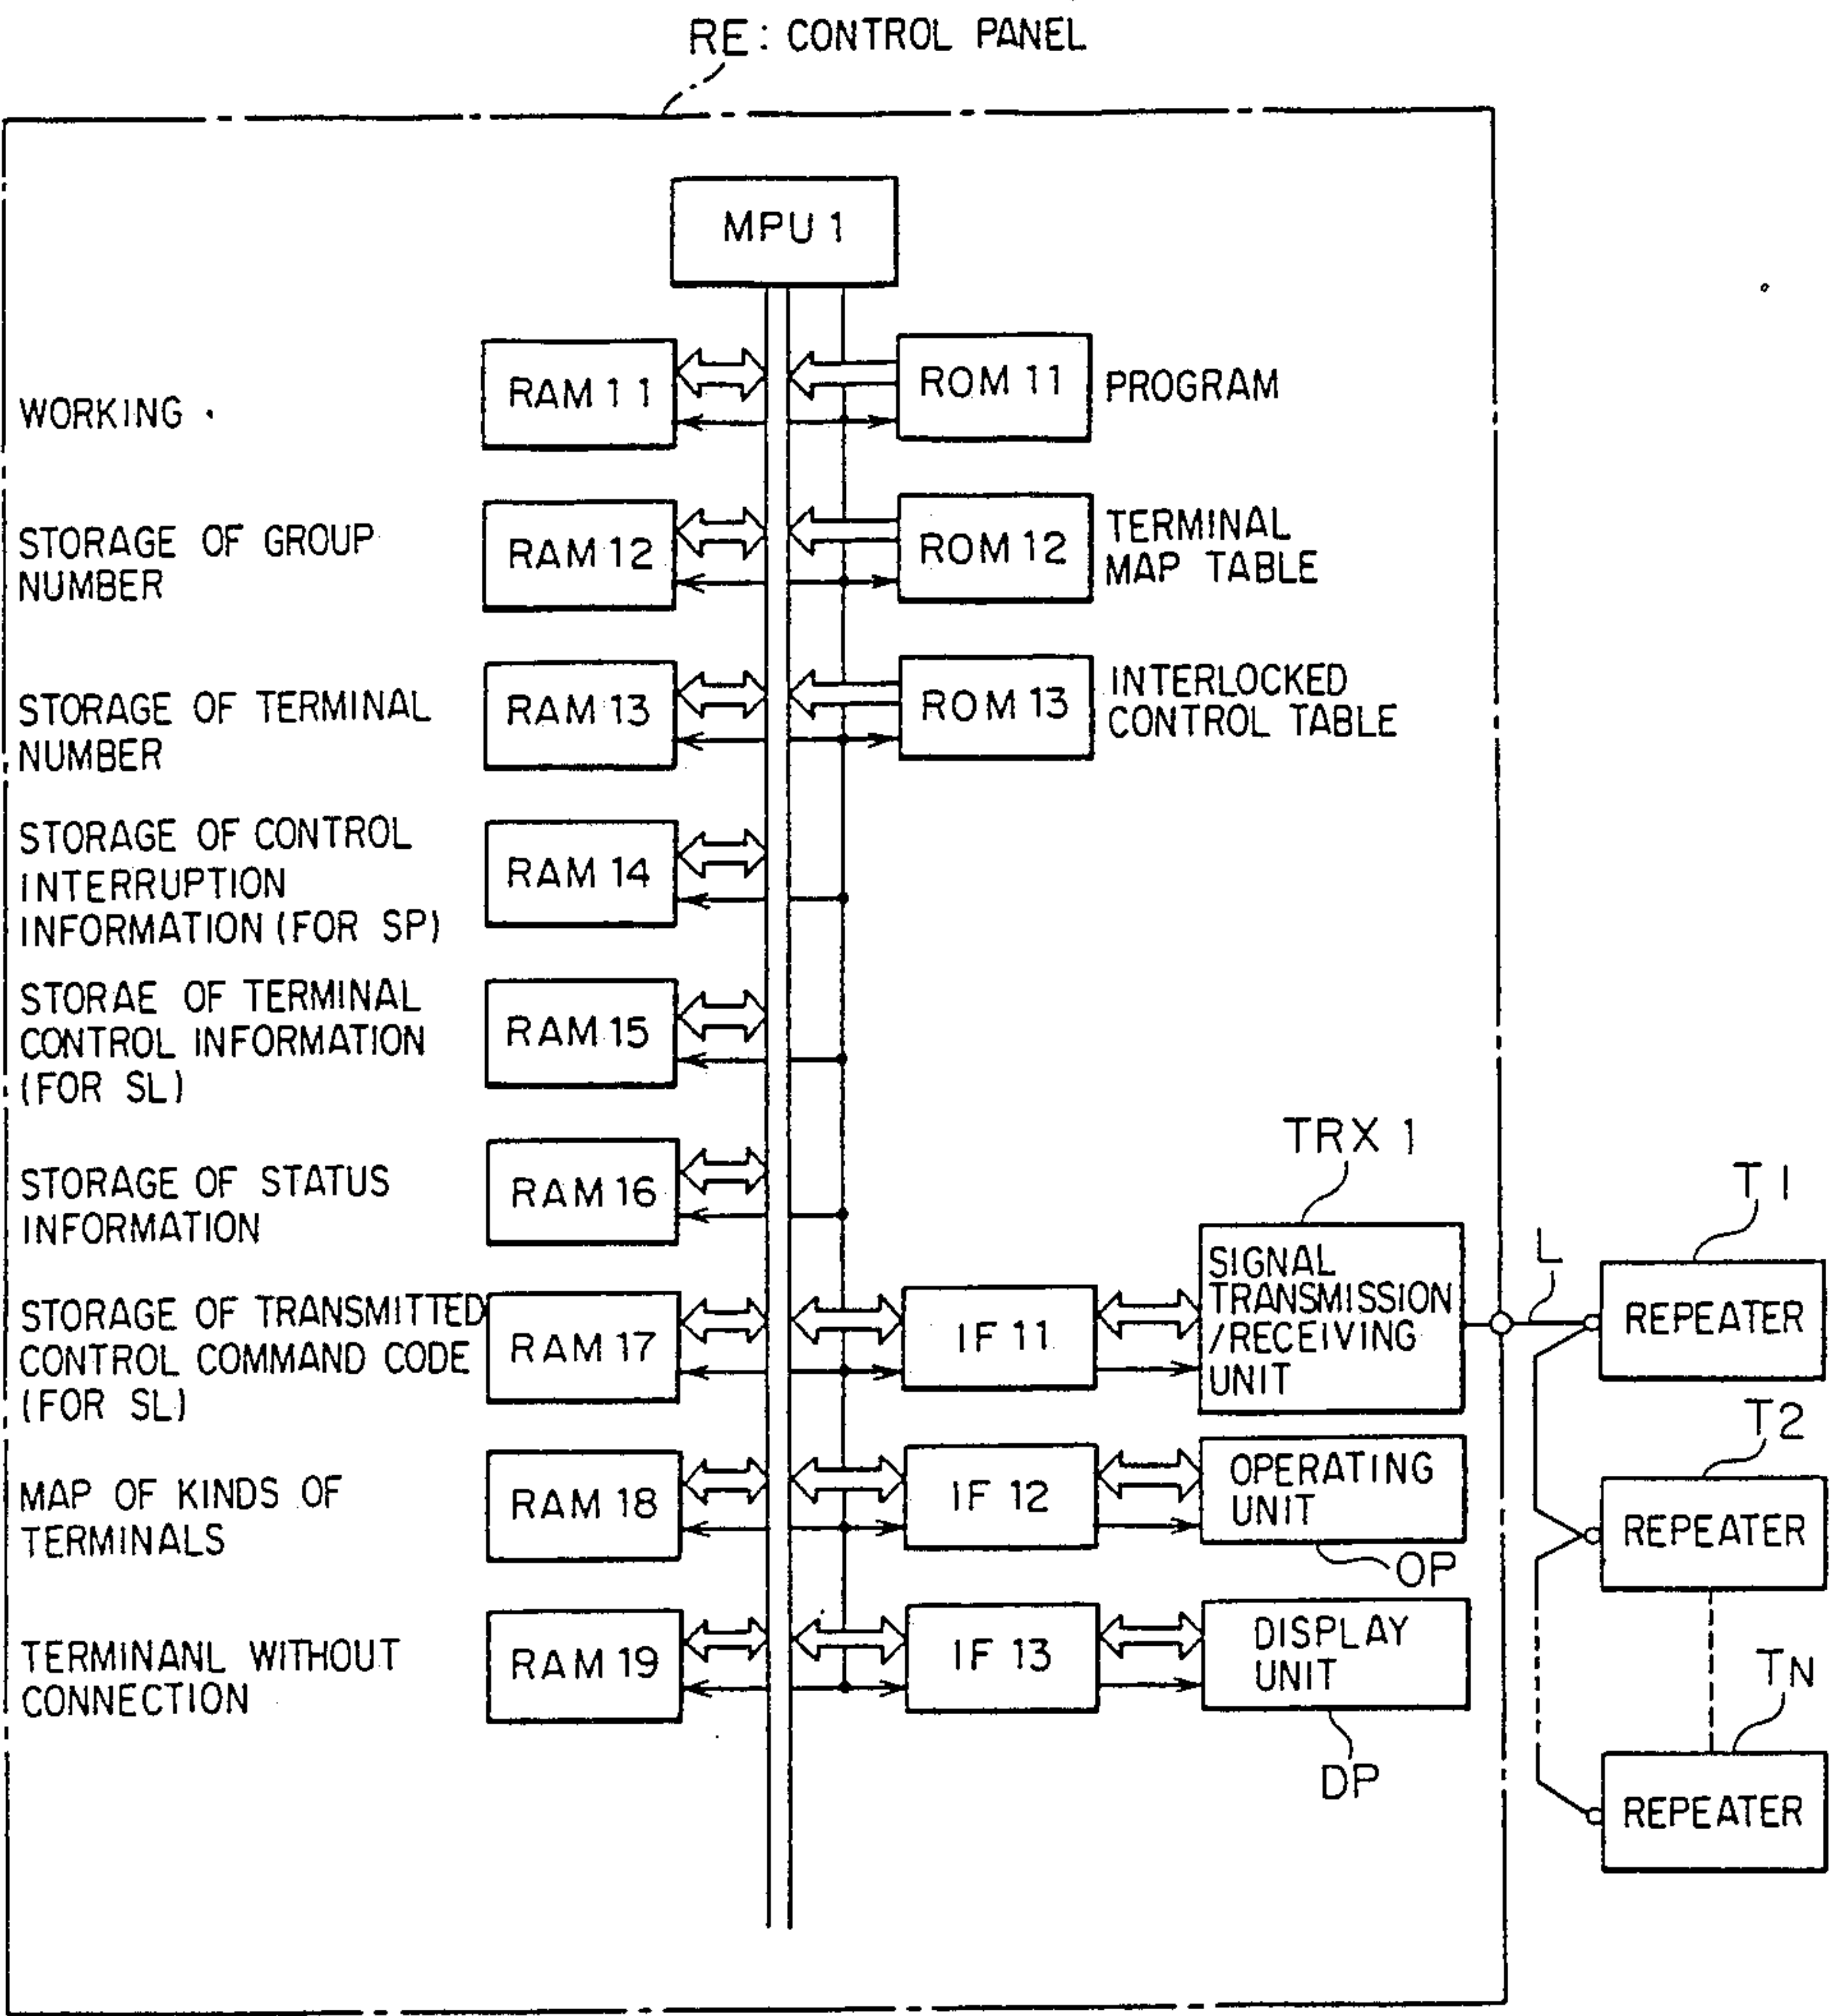 RE: CONTROL PANEL
MPU 1
WORKING
RAM 11
ROM 11
PROGRAM
STORAGE OF GROUP
NUMBER
RAM 12
ROM 12
TERMINAL
MAP TABLE
STORAGE OF TERMINAL
NUMBER
RAM 13
ROM 13
INTERLOCKED
CONTROL TABLE
STORAGE OF CONTROL
INTERRUPTION
INFORMATION (FOR SP)
RAM 14
STORAE OF TERMINAL
CONTROL INFORMATION
(FOR SL)
RAM 15
STORAGE OF STATUS
INFORMATION
RAM 16
TRX 1
STORAGE OF TRANSMITTED
CONTROL COMMAND CODE
(FOR SL)
RAM 17
IF 11
SIGNAL
TRANSMISSION
/RECEIVING
UNIT
L
T1
REPEATER
MAP OF KINDS OF
TERMINALS
RAM 18
IF 12
OPERATING
UNIT
OP
T2
REPEATER
TERMINANL WITHOUT
CONNECTION
RAM 19
IF 13
DISPLAY
UNIT
DP
TN
REPEATER